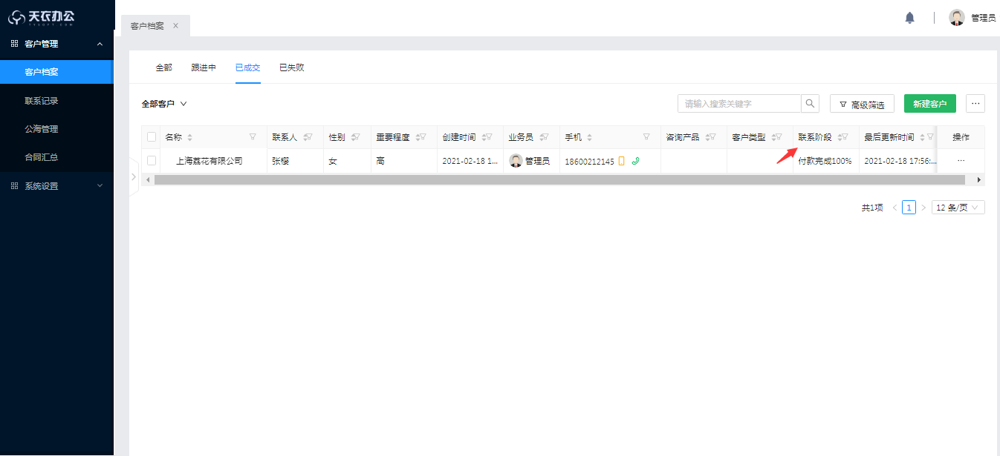 天衣办公
客户档案
管理员
客户管理
客户档案
联系记录
公海管理
合同汇总
系统设置
全部 跟进中 已成交 已失败
全部客户
请输入搜索关键字
高级筛选
新建客户
...
名称 联系人 性别 重要程度 创建时间 业务员 手机 咨询产品 客户类型 联系阶段 最后更新时间 操作
上海蕊花有限公司 张樱 女 高 2021-02-18 1... 管理员 18600212145 付款完成100% 2021-02-18 17:56:... ...
共1项 1 12 条/页